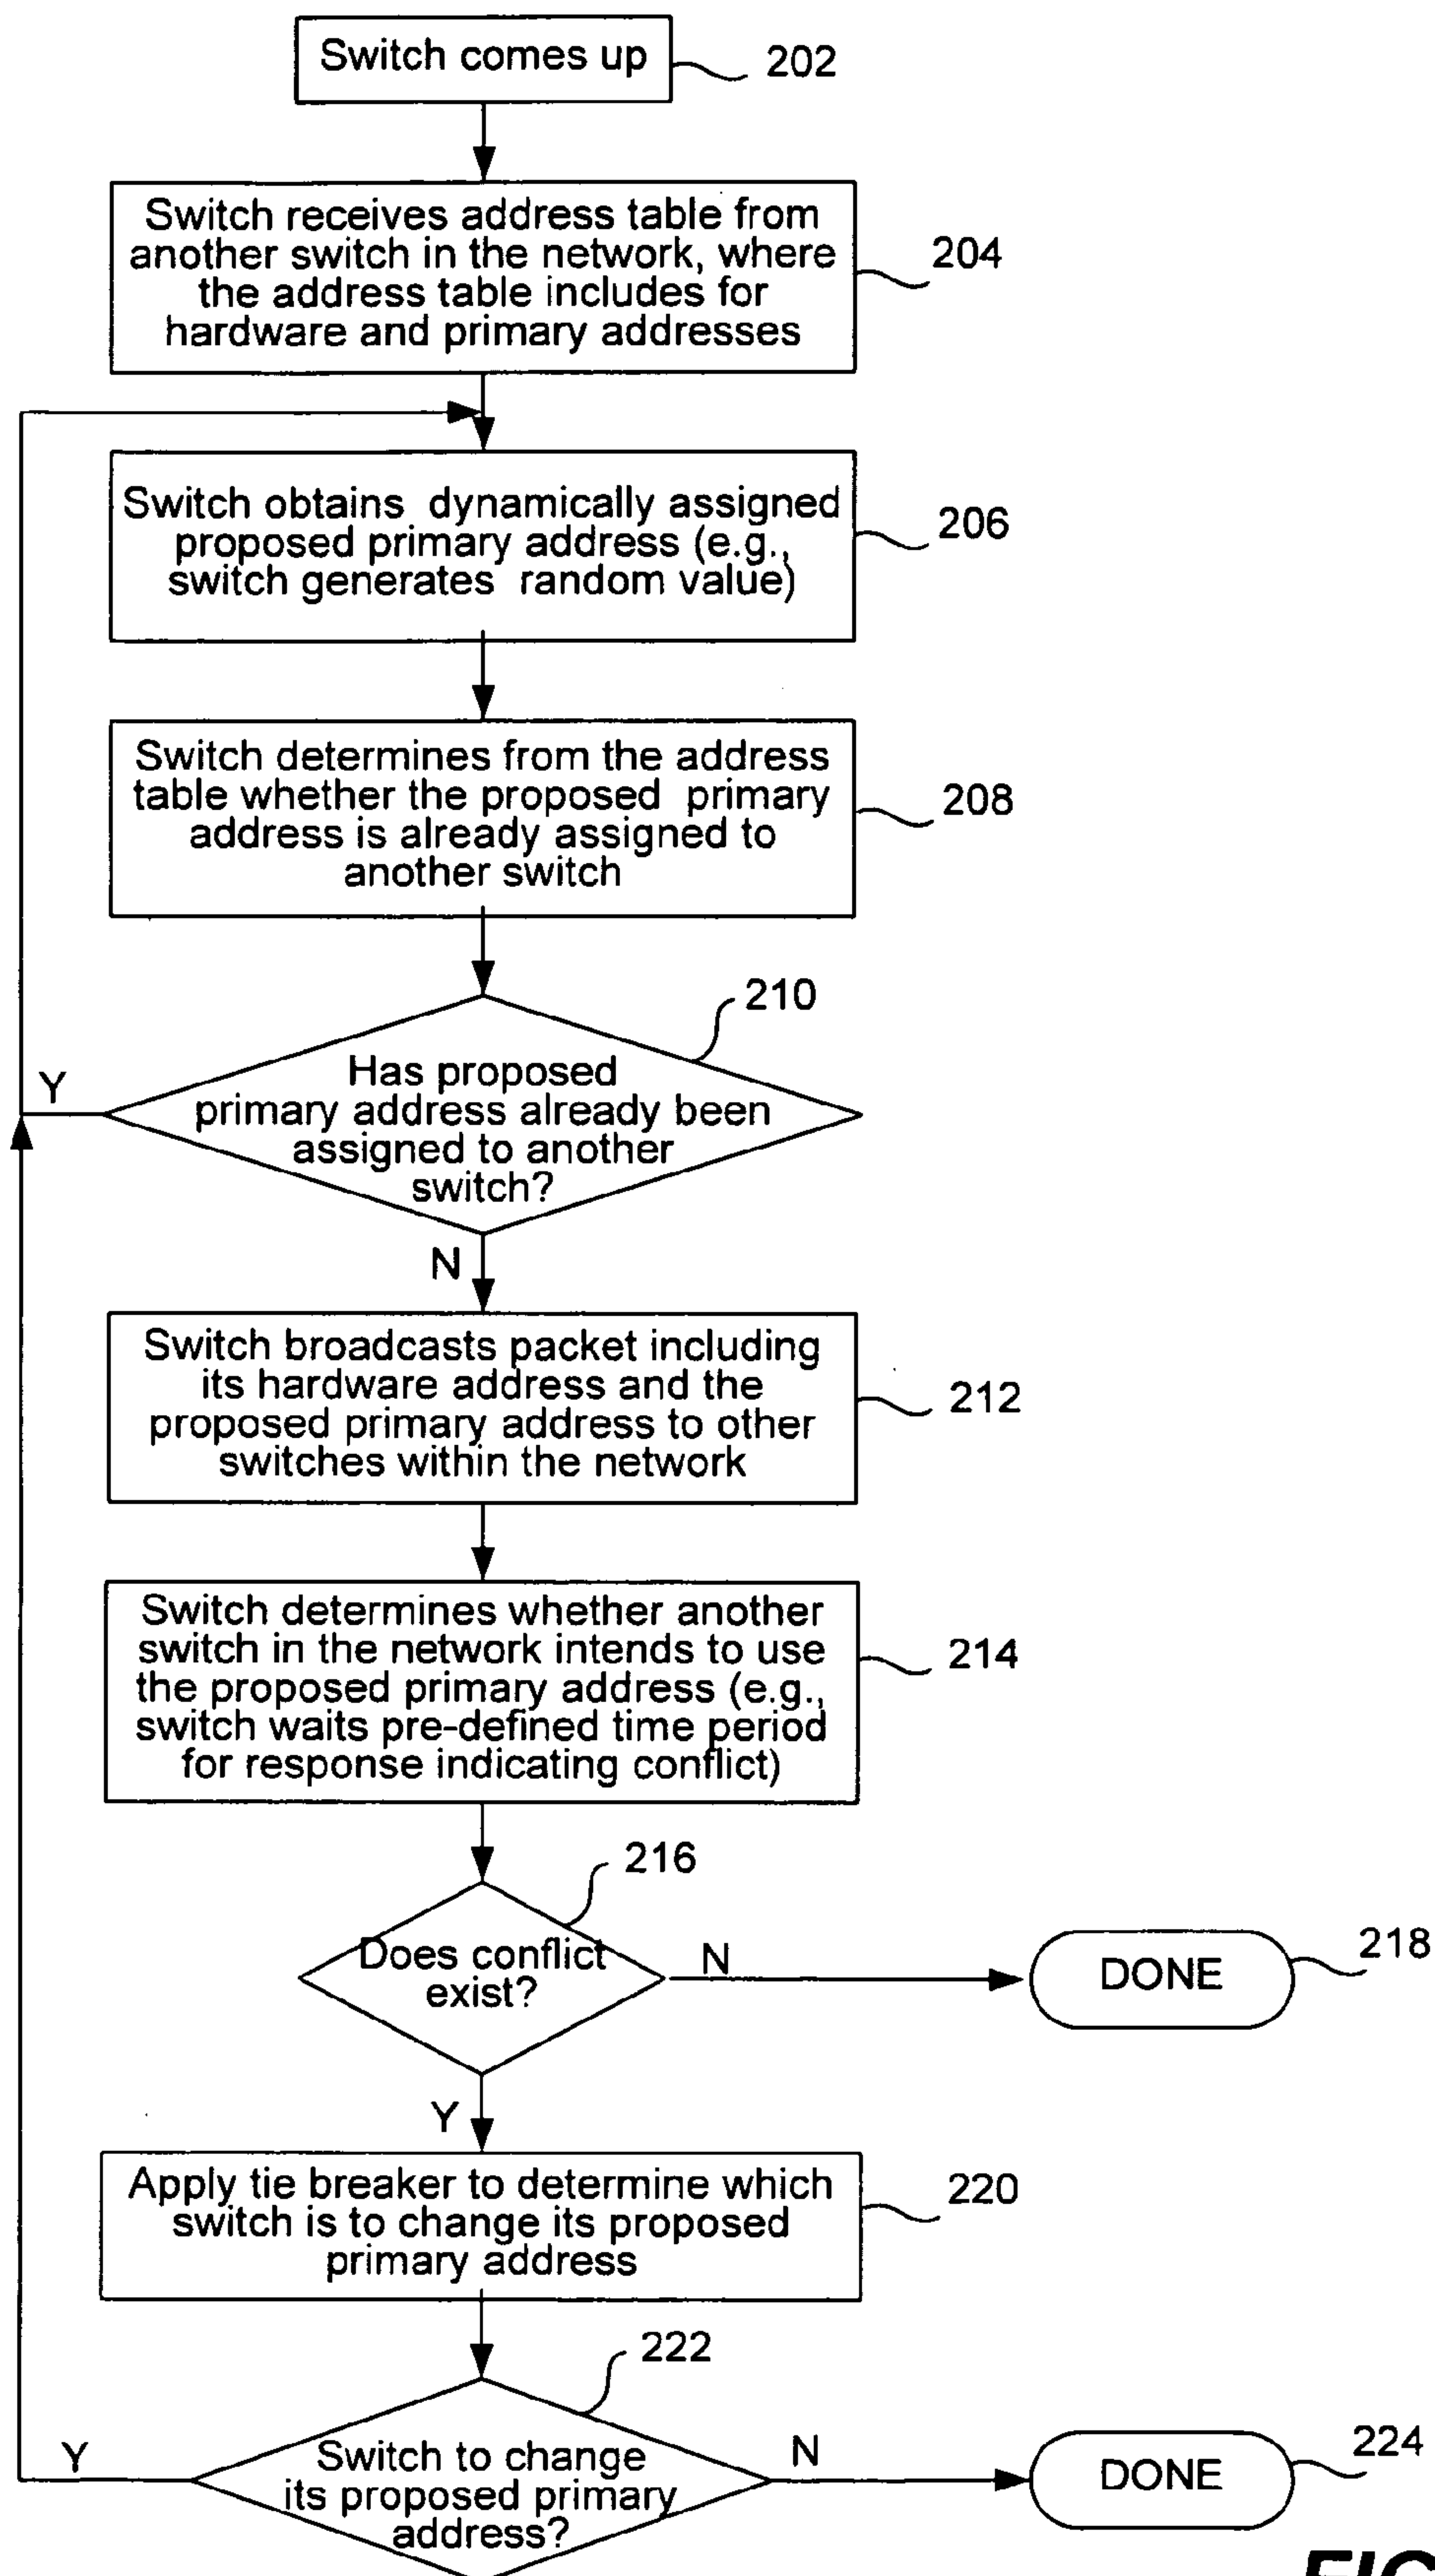 Switch comes up
202
Switch receives address table from
another switch in the network, where
the address table includes for
hardware and primary addresses
204
Switch obtains dynamically assigned
proposed primary address (e.g.,
switch generates random value)
206
Switch determines from the address
table whether the proposed primary
address is already assigned to
another switch
208
210
Has proposed
primary address already been
assigned to another
switch?
Y
N
Switch broadcasts packet including
its hardware address and the
proposed primary address to other
switches within the network
212
Switch determines whether another
switch in the network intends to use
the proposed primary address (e.g.,
switch waits pre-defined time period
for response indicating conflict)
214
216
Does conflict
exist?
N
DONE
218
Y
Apply tie breaker to determine which
switch is to change its proposed
primary address
220
222
Switch to change
its proposed primary
address?
Y
N
DONE
224